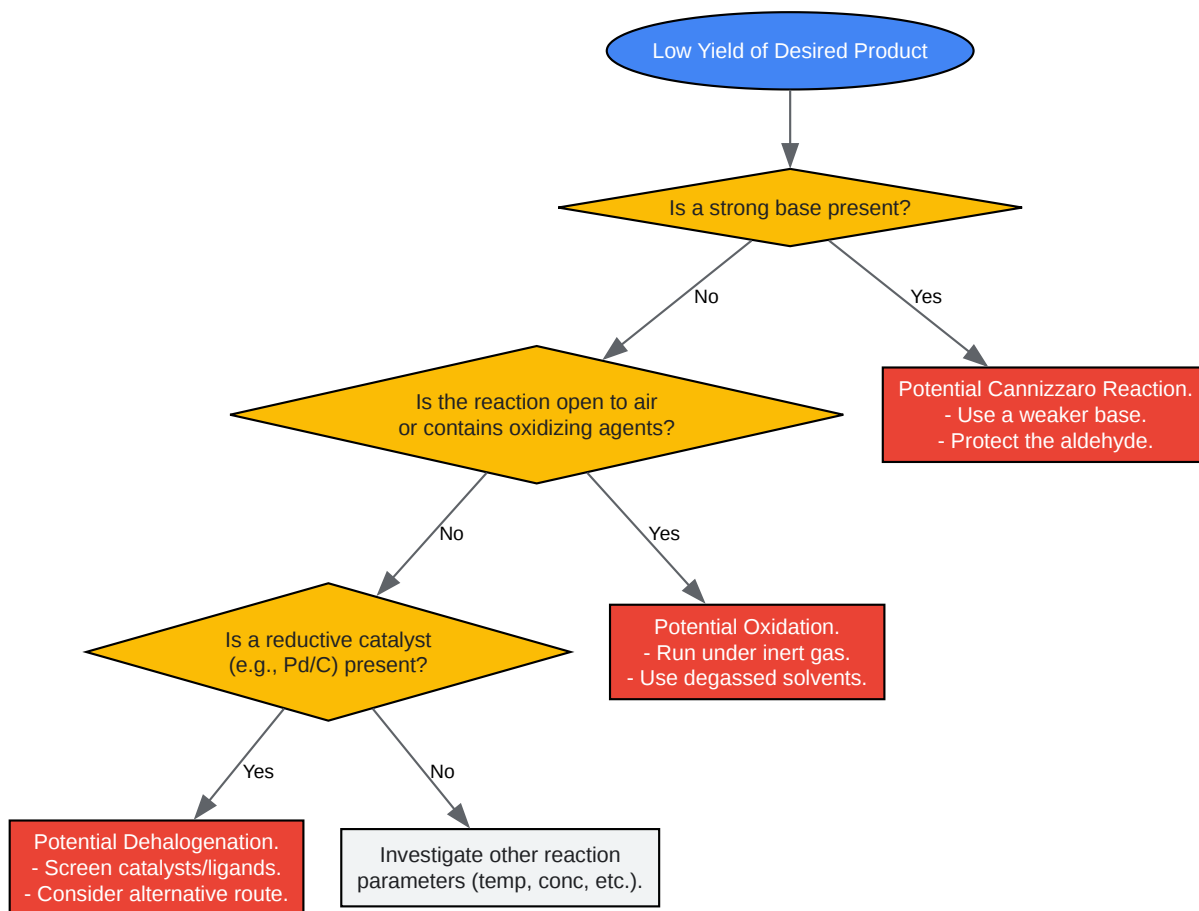 Low Yield of Desired Product
Is a strong base present?
No
Yes
Is the reaction open to air
or contains oxidizing agents?
Potential Cannizzaro Reaction.
- Use a weaker base.
- Protect the aldehyde.
No
Yes
Is a reductive catalyst
(e.g., Pd/C) present?
Potential Oxidation.
- Run under inert gas.
- Use degassed solvents.
Yes
No
Potential Dehalogenation.
- Screen catalysts/ligands.
- Consider alternative route.
Investigate other reaction
parameters (temp, conc, etc.).